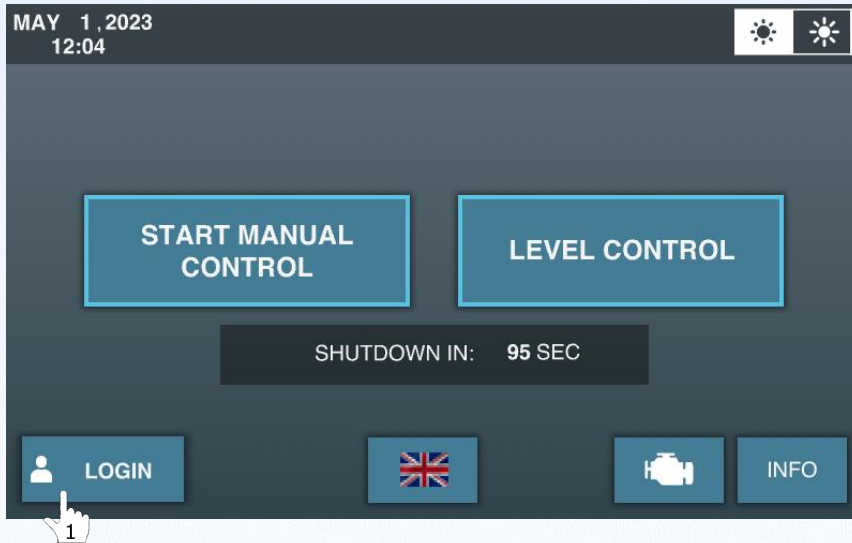 MAY 1,2023
12:04
START MANUAL
CONTROL
LEVEL CONTROL
SHUTDOWN IN: 95 SEC
LOGIN
INFO
1